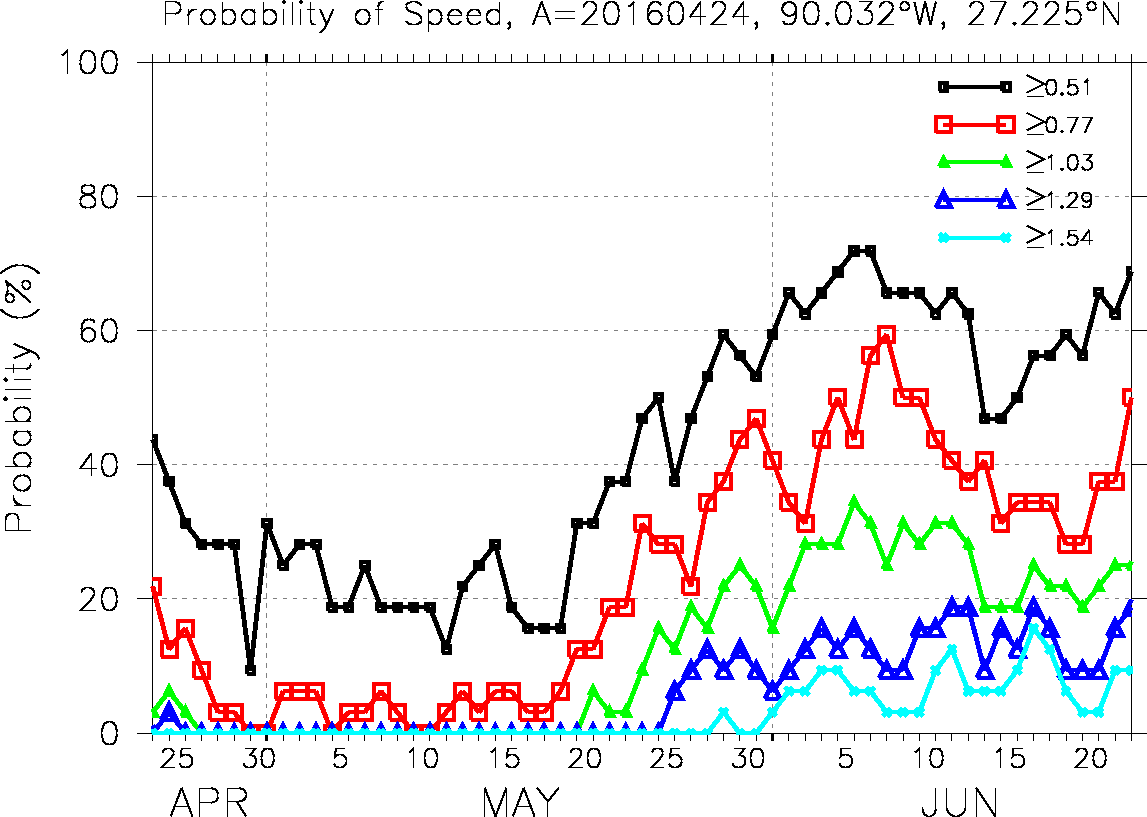 Probability of Speed, A=20160424, 90.032°W, 27.225°N
100
80
60
40
20
0
Probability (%)
≥0.51
≥0.77
≥1.03
≥1.29
≥1.54
25 30 5 10 15 20 25 30 5 10 15 20
APR MAY JUN